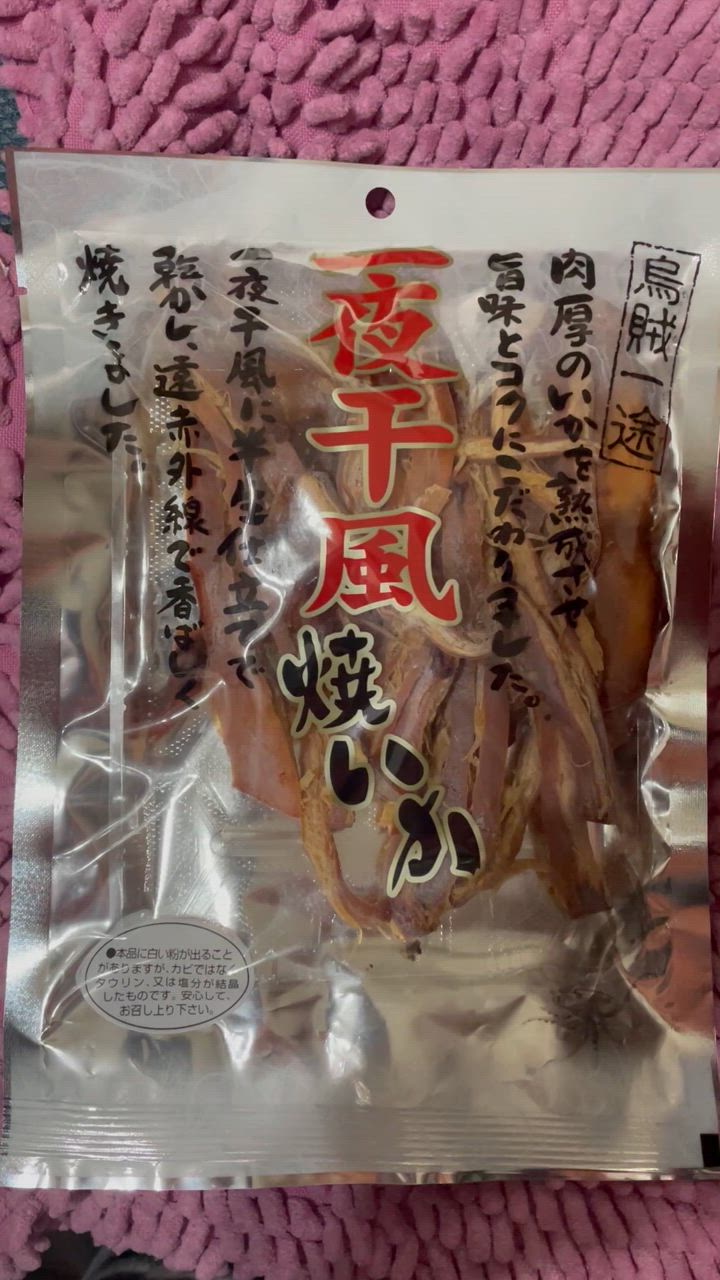 烏賊一途
肉厚のいかを熟成させ
旨味とコクにこだわりました。
一夜干風
焼いか
一夜干風に半生仕立てで
乾かし、遠赤外線で香ばしく
焼きました。
●本品に白い粉が出ること
がありますが、カビではなく
タウリン、又は塩分が結晶
したものです。安心して、
お召し上り下さい。